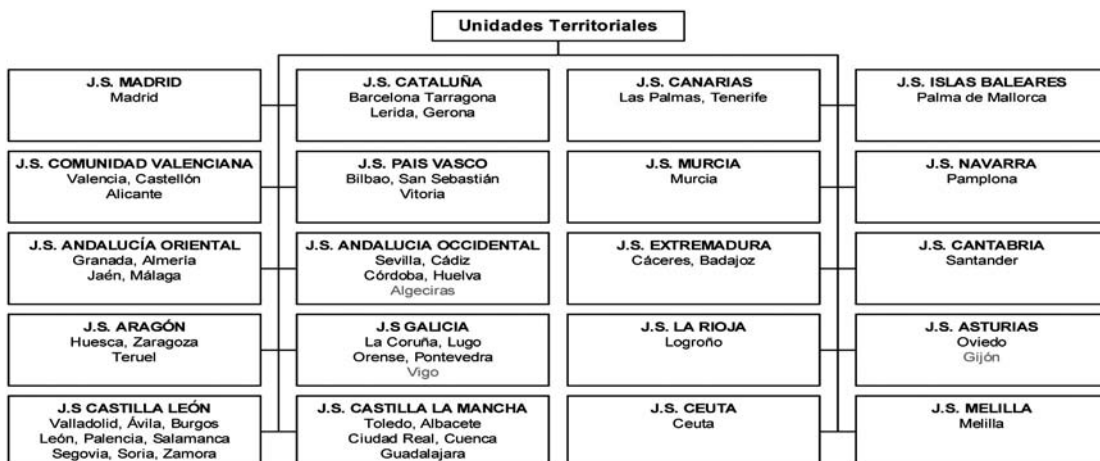 Unidades Territoriales
J.S. MADRID
Madrid
J.S. CATALUÑA
Barcelona Tarragona
Lerida, Gerona
J.S. CANARIAS
Las Palmas, Tenerife
J.S. ISLAS BALEARES
Palma de Mallorca
J.S. COMUNIDAD VALENCIANA
Valencia, Castellón
Alicante
J.S. PAIS VASCO
Bilbao, San Sebastián
Vitoria
J.S. MURCIA
Murcia
J.S. NAVARRA
Pamplona
J.S. ANDALUCÍA ORIENTAL
Granada, Almería
Jaén, Málaga
J.S. ANDALUCIA OCCIDENTAL
Sevilla, Cádiz
Córdoba, Huelva
Algeciras
J.S. EXTREMADURA
Cáceres, Badajoz
J.S. CANTABRIA
Santander
J.S. ARAGÓN
Huesca, Zaragoza
Teruel
J.S GALICIA
La Coruña, Lugo
Orense, Pontevedra
Vigo
J.S. LA RIOJA
Logroño
J.S. ASTURIAS
Oviedo
Gijón
J.S CASTILLA LEÓN
Valladolid, Ávila, Burgos
León, Palencia, Salamanca
Segovia, Soria, Zamora
J.S. CASTILLA LA MANCHA
Toledo, Albacete
Ciudad Real, Cuenca
Guadalajara
J.S. CEUTA
Ceuta
J.S. MELILLA
Melilla